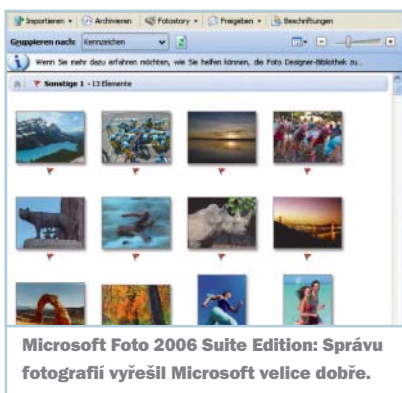 Importieren Archivieren Fotostory Freigeben Beschriftungen
Gruppieren nach: Kennzeichen
Wenn Sie mehr dazu erfahren möchten, wie Sie helfen können, die Foto Designer-Bibliothek zu...
Sonstige 1 - 13 Elemente
Microsoft Foto 2006 Suite Edition: Správu
fotografií vyřešil Microsoft velice dobře.